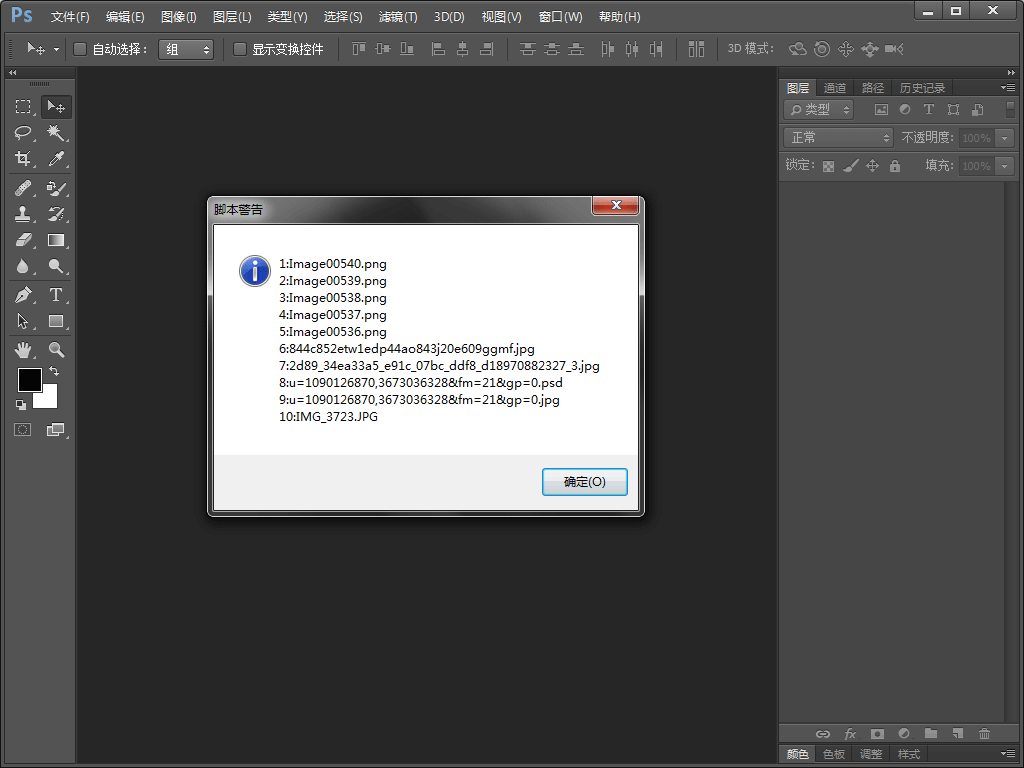 Ps 文件(F) 编辑(E) 图像(I) 图层(L) 类型(Y) 选择(S) 滤镜(T) 3D(D) 视图(V) 窗口(W) 帮助(H)
自动选择： 组 显示变换控件 3D 模式：
图层 通道 路径 历史记录
类型
正常 不透明度: 100%
锁定: 填充: 100%
脚本警告
1:Image00540.png
2:Image00539.png
3:Image00538.png
4:Image00537.png
5:Image00536.png
6:844c852etw1edp44ao843j20e609ggmf.jpg
7:2d89_34ea33a5_e91c_07bc_ddf8_d18970882327_3.jpg
8:u=1090126870,3673036328&fm=21&gp=0.psd
9:u=1090126870,3673036328&fm=21&gp=0.jpg
10:IMG_3723.JPG
确定(O)
fx
颜色 色板 调整 样式